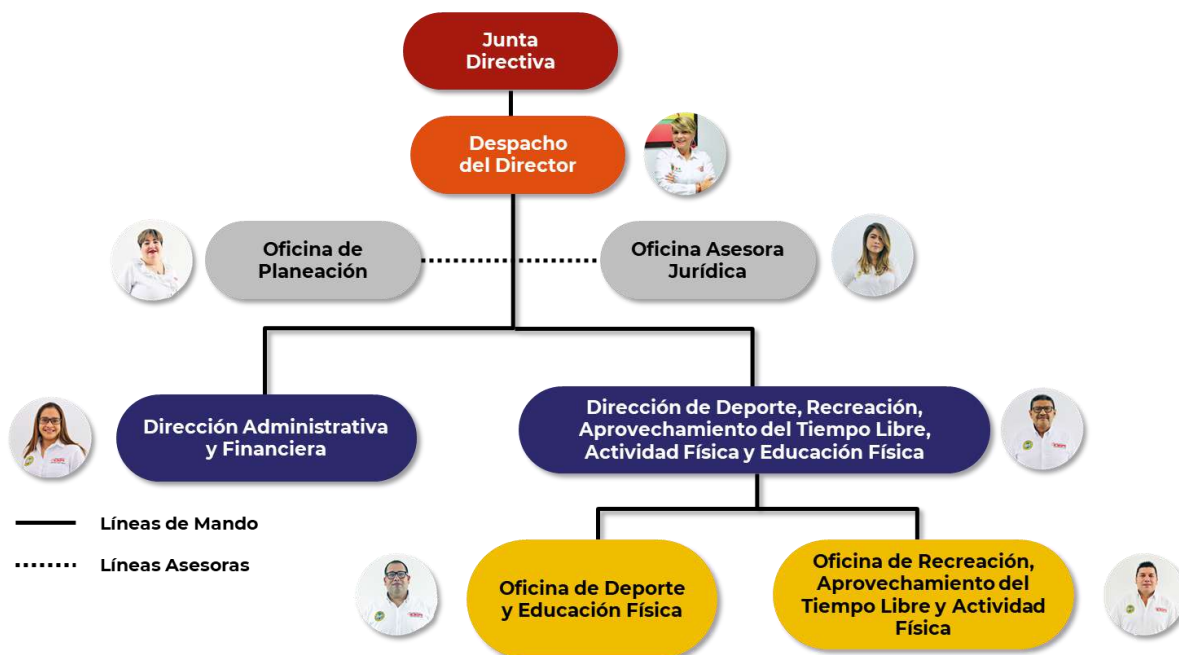 Junta
Directiva
Despacho
del Director
Oficina de
Planeación
Oficina Asesora
Jurídica
Dirección Administrativa
y Financiera
Dirección de Deporte, Recreación,
Aprovechamiento del Tiempo Libre,
Actividad Física y Educación Física
Líneas de Mando
Líneas Asesoras
Oficina de Deporte
y Educación Física
Oficina de Recreación,
Aprovechamiento del
Tiempo Libre y Actividad
Física